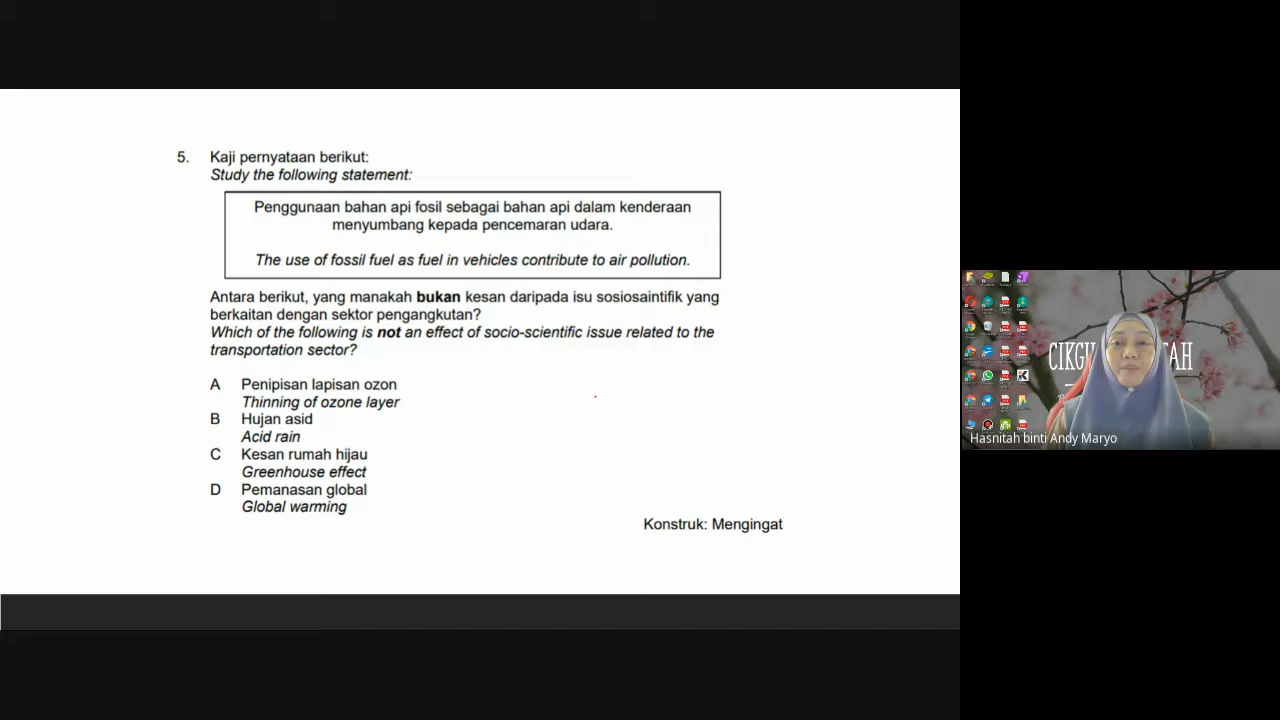 5. Kaji pernyataan berikut:
Study the following statement:
Penggunaan bahan api fosil sebagai bahan api dalam kenderaan
menyumbang kepada pencemaran udara.
The use of fossil fuel as fuel in vehicles contribute to air pollution.
Antara berikut, yang manakah bukan kesan daripada isu sosiosaintifik yang
berkaitan dengan sektor pengangkutan?
Which of the following is not an effect of socio-scientific issue related to the
transportation sector?
A Penipisan lapisan ozon
Thinning of ozone layer
B Hujan asid
Acid rain
C Kesan rumah hijau
Greenhouse effect
D Pemanasan global
Global warming
Konstruk: Mengingat
Hasnitah binti Andy Maryo